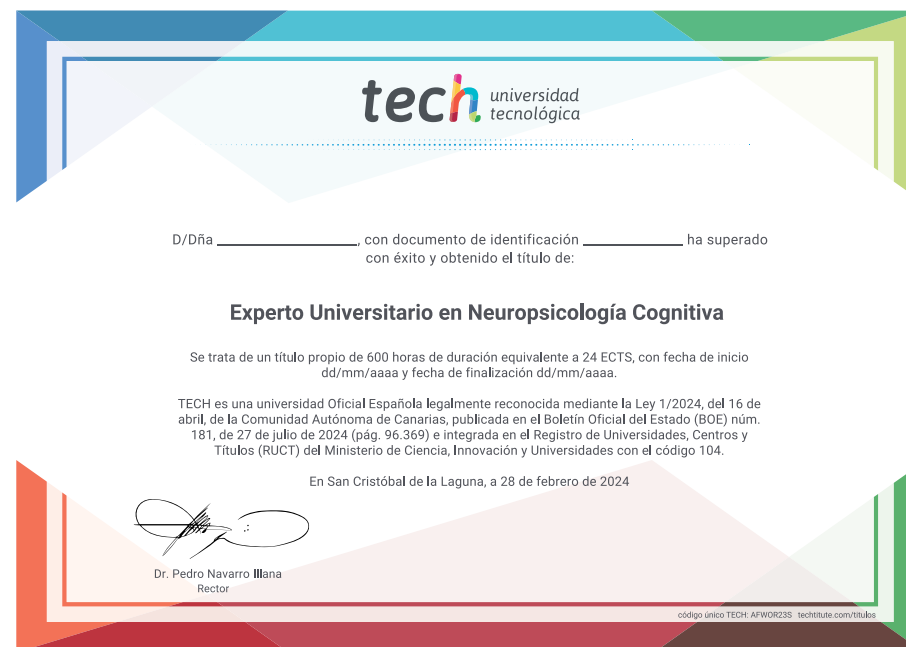 tech universidad
tecnológica
D/Dña ____________________, con documento de identificación ______________ ha superado
con éxito y obtenido el título de:
Experto Universitario en Neuropsicología Cognitiva
Se trata de un título propio de 600 horas de duración equivalente a 24 ECTS, con fecha de inicio
dd/mm/aaaa y fecha de finalización dd/mm/aaaa.
TECH es una universidad Oficial Española legalmente reconocida mediante la Ley 1/2024, del 16 de
abril, de la Comunidad Autónoma de Canarias, publicada en el Boletín Oficial del Estado (BOE) núm.
181, de 27 de julio de 2024 (pág. 96.369) e integrada en el Registro de Universidades, Centros y
Títulos (RUCT) del Ministerio de Ciencia, Innovación y Universidades con el código 104.
En San Cristóbal de la Laguna, a 28 de febrero de 2024
Dr. Pedro Navarro Illana
Rector
código único TECH: AFWOR23S techtitute.com/titulos